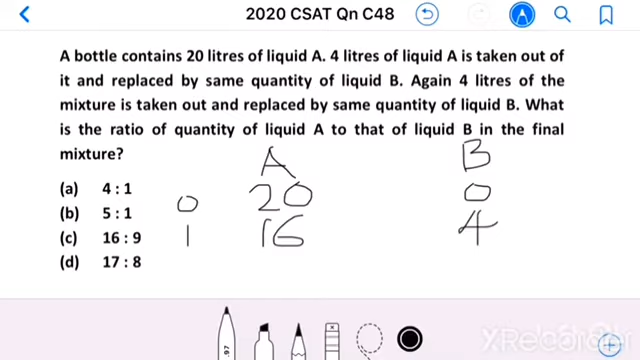 2020 CSAT Qn C48
A bottle contains 20 litres of liquid A. 4 litres of liquid A is taken out of
it and replaced by same quantity of liquid B. Again 4 litres of the
mixture is taken out and replaced by same quantity of liquid B. What
is the ratio of quantity of liquid A to that of liquid B in the final
mixture?
(a) 4 : 1
(b) 5 : 1
(c) 16 : 9
(d) 17 : 8
A B
0 20 0
1 16 4
.97
XRecorder